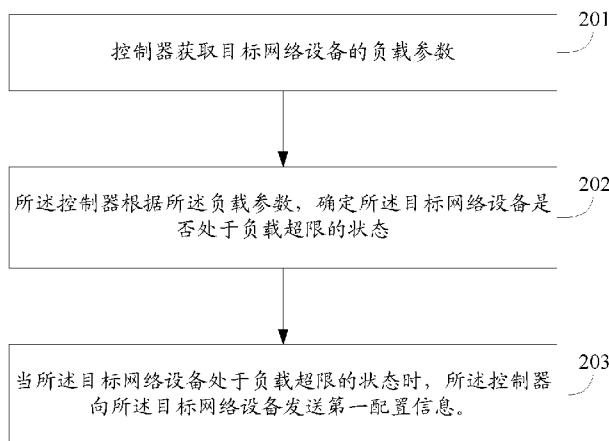 201
控制器获取目标网络设备的负载参数
202
所述控制器根据所述负载参数，确定所述目标网络设备是
否处于负载超限的状态
203
当所述目标网络设备处于负载超限的状态时，所述控制器
向所述目标网络设备发送第一配置信息。